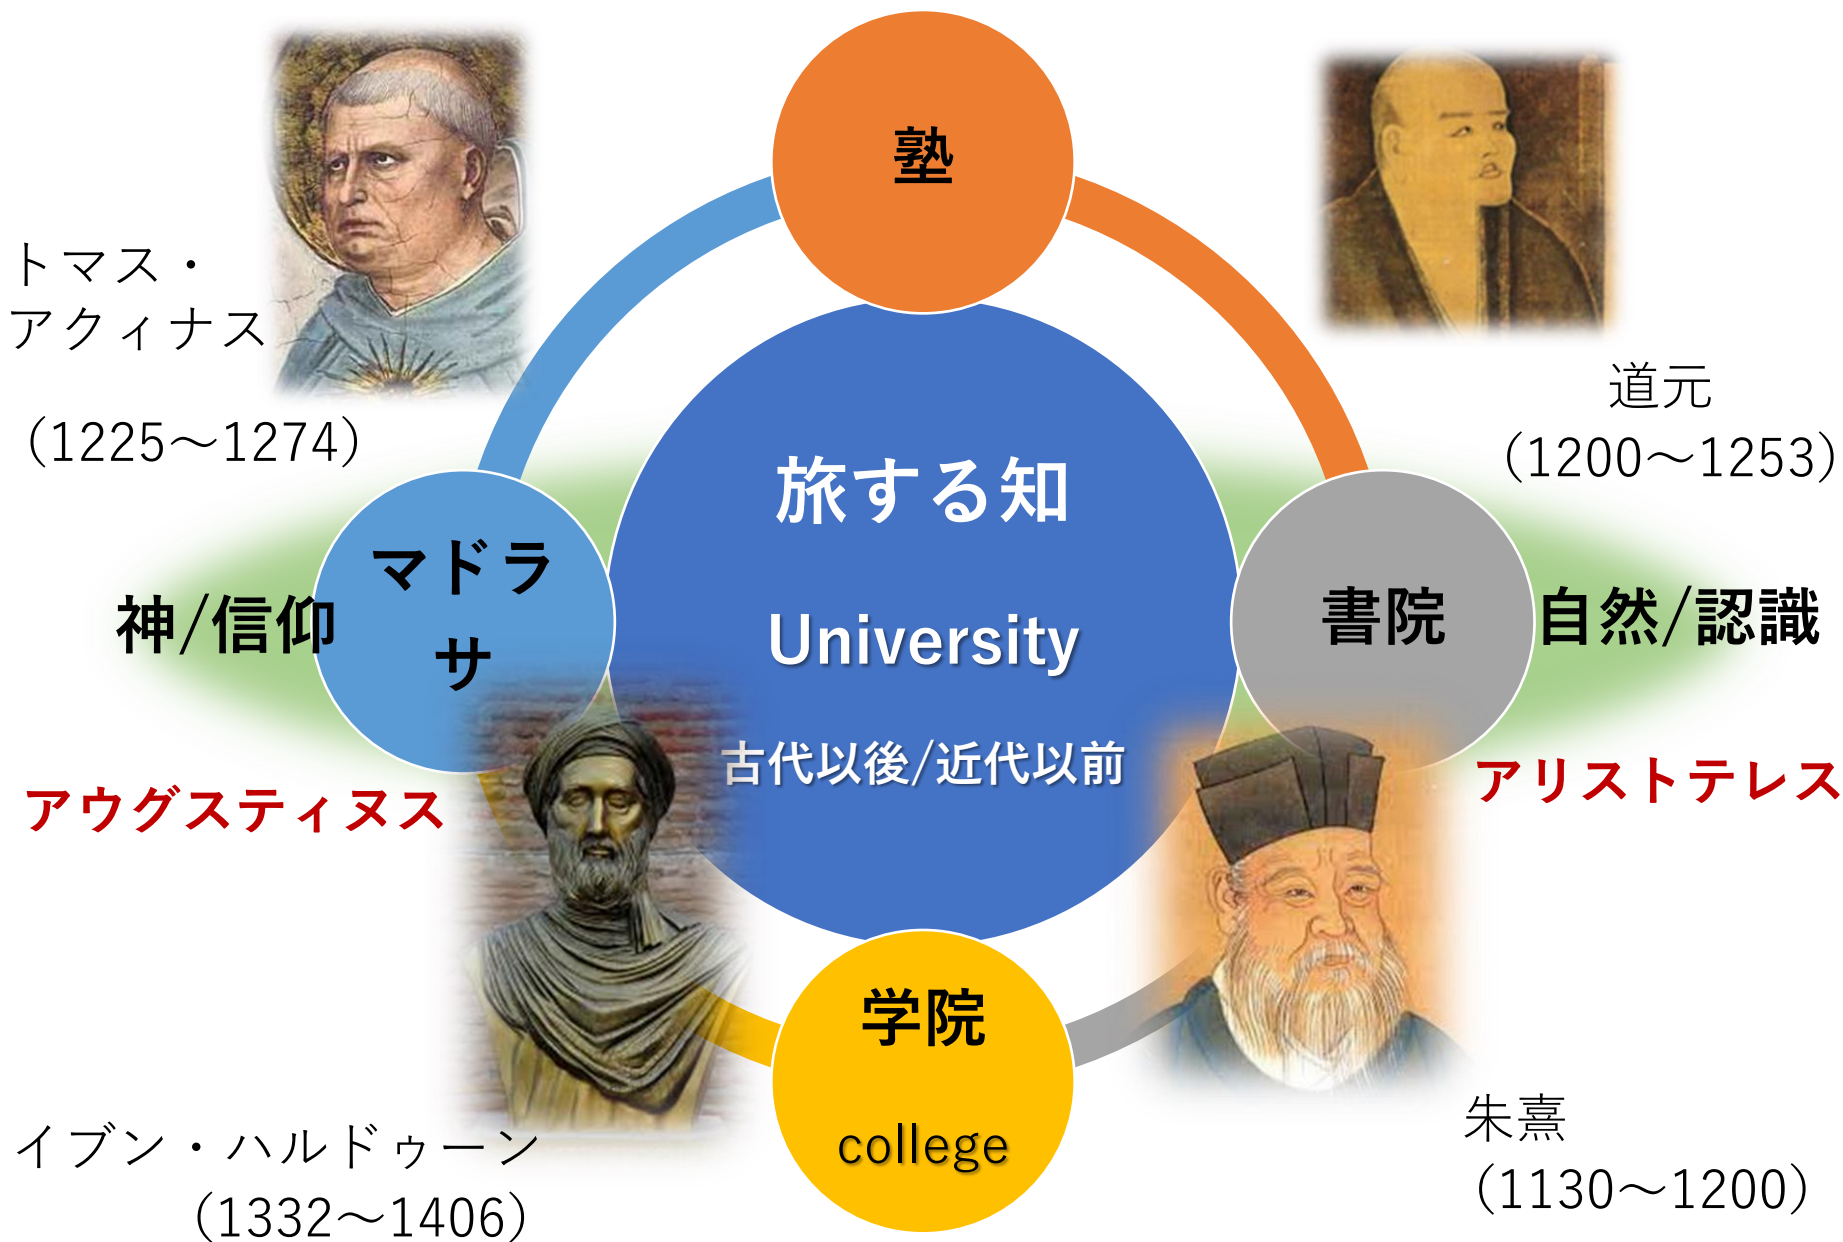 塾
トマス・
アクィナス
（1225～1274）
道元
（1200～1253）
旅する知
University
古代以後/近代以前
マドラ
サ
神/信仰
書院
自然/認識
アウグスティヌス
アリストテレス
学院
college
イブン・ハルドゥーン
（1332～1406）
朱熹
（1130～1200）